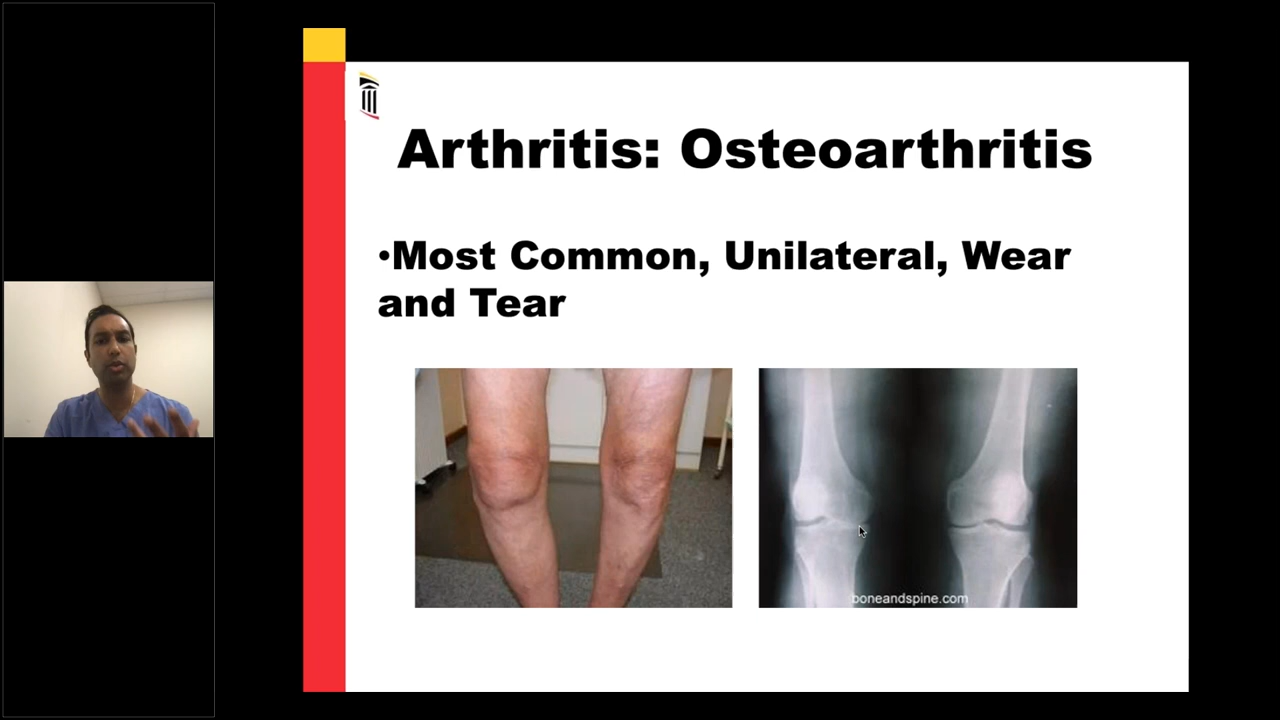 Arthritis: Osteoarthritis
•Most Common, Unilateral, Wear
and Tear
boneandspine.com